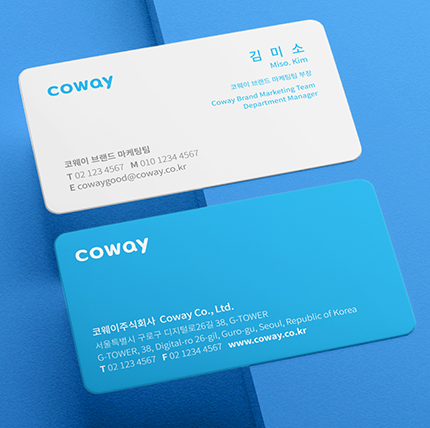 coway
김 미 소
Miso. Kim
코웨이 브랜드 마케팅팀 부장
Coway Brand Marketing Team
Department Manager
코웨이 브랜드 마케팅팀
T 02 123 4567 M 010 1234 4567
E cowaygood@coway.co.kr
coway
코웨이주식회사 Coway Co., Ltd.
서울특별시 구로구 디지털로26길 38, G-TOWER
G-TOWER, 38, Digital-ro 26-gil, Guro-gu, Seoul, Republic of Korea
T 02 123 4567 F 02 1234 4567 www.coway.co.kr